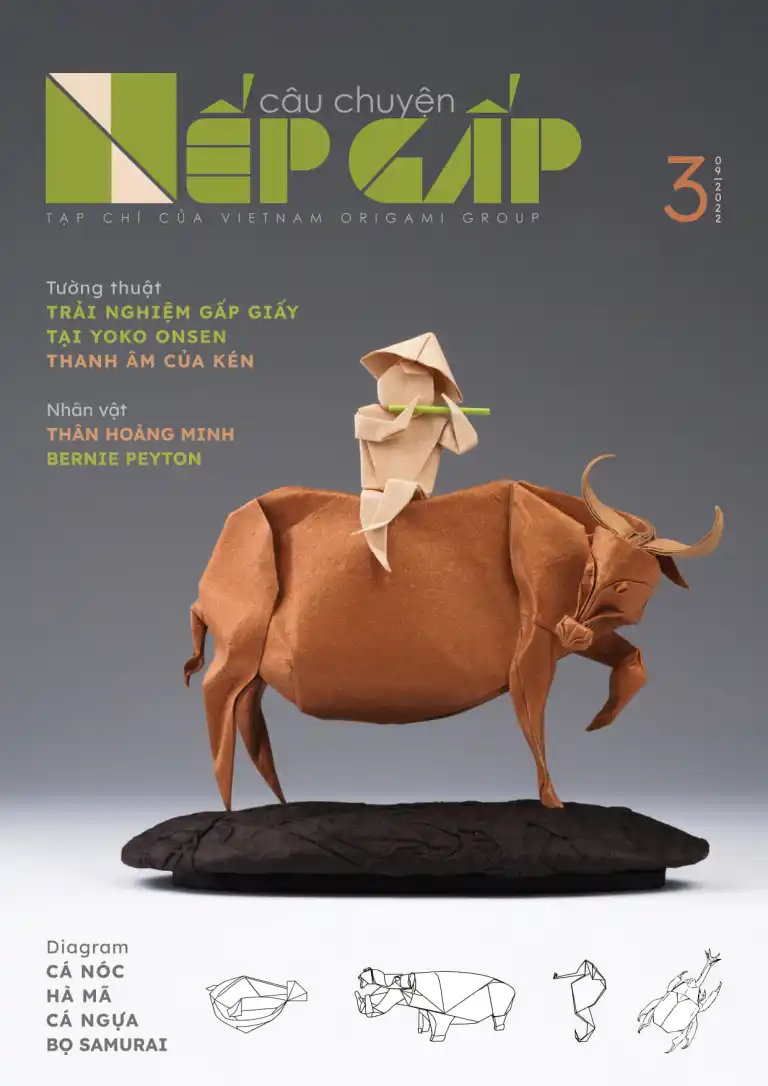 câu chuyện
NẾP GẤP
TẠP CHÍ CỦA VIETNAM ORIGAMI GROUP
3
09/2022
Tường thuật
TRẢI NGHIỆM GẤP GIẤY
TẠI YOKO ONSEN
THANH ÂM CỦA KÉN
Nhân vật
THÂN HOÀNG MINH
BERNIE PEYTON
Diagram
CÁ NÓC
HÀ MÃ
CÁ NGỰA
BỌ SAMURAI